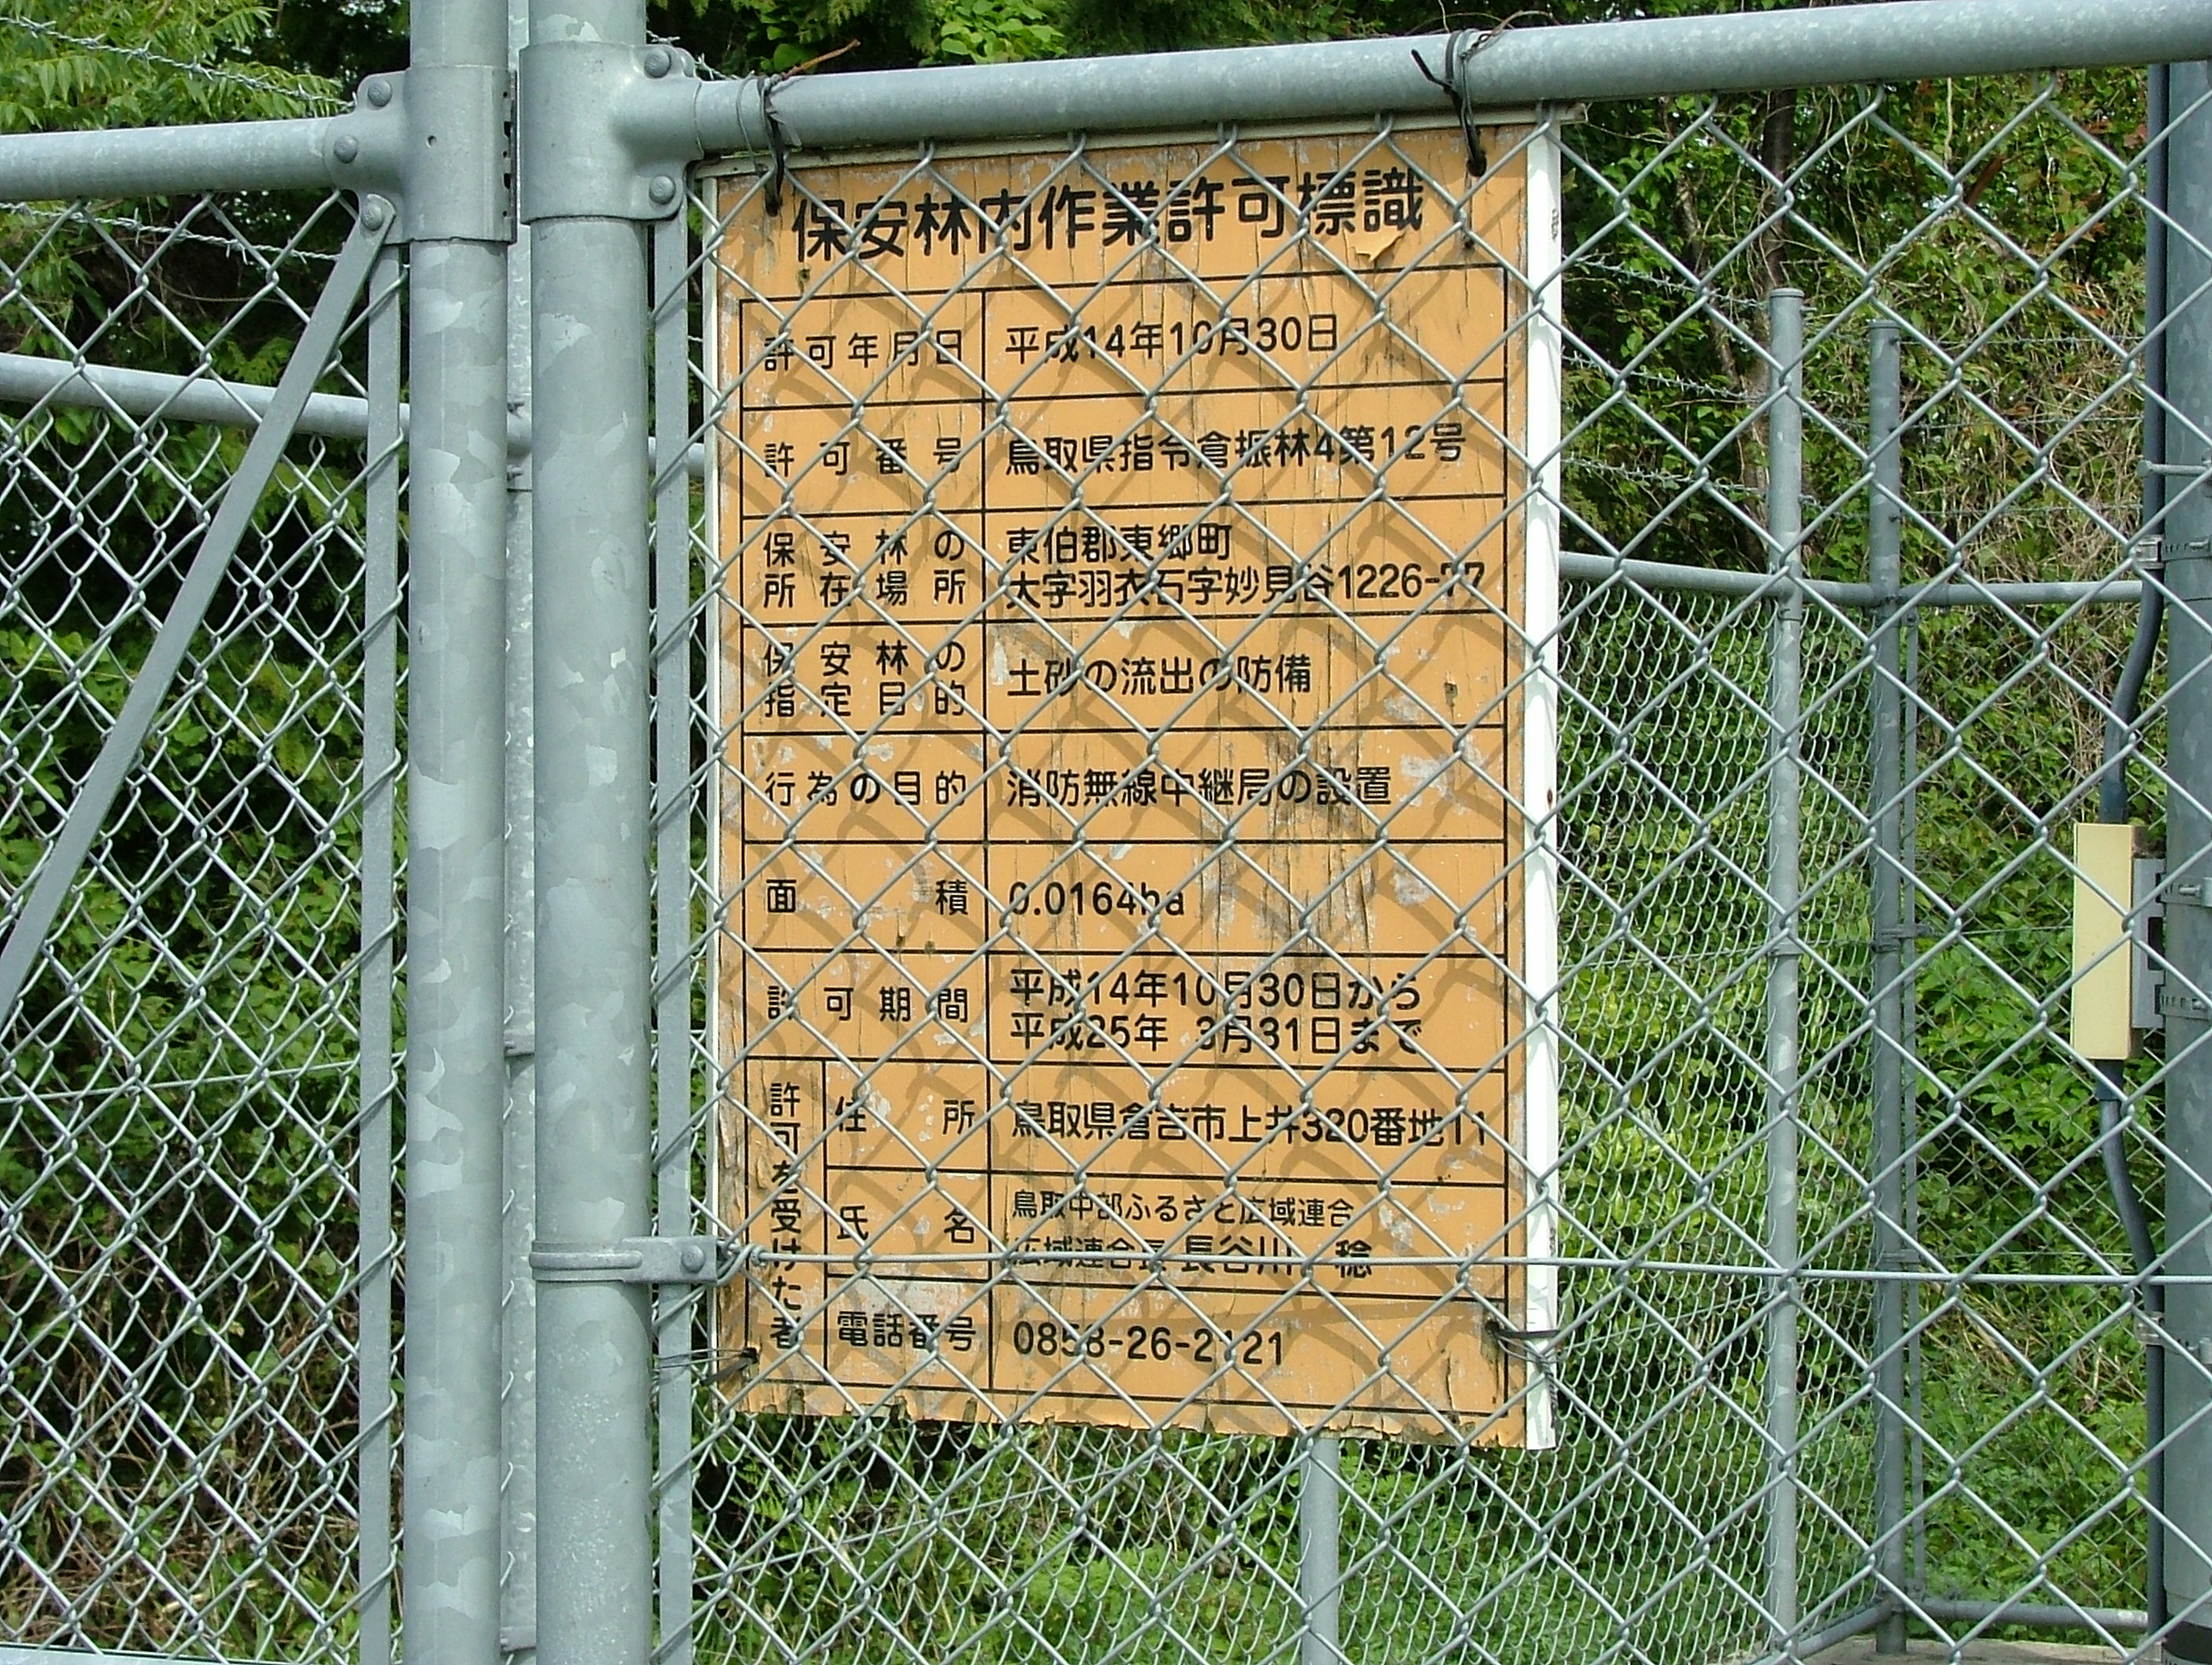 保安林内作業許可標識
許可年月日 平成14年10月30日
許可番号 鳥取県指令倉振林4第12号
保安林の所在場所 東伯郡東郷町
大字羽衣石字妙見谷1226-77
保安林の指定目的 土砂の流出の防備
行為の目的 消防無線中継局の設置
面積 0.0164ha
許可期間 平成14年10月30日から
平成25年 3月31日まで
許可を受けた者
住所 鳥取県倉吉市上井320番地11
氏名 鳥取中部ふるさと広域連合
広域連合長 長谷川 稔
電話番号 0858-26-2121